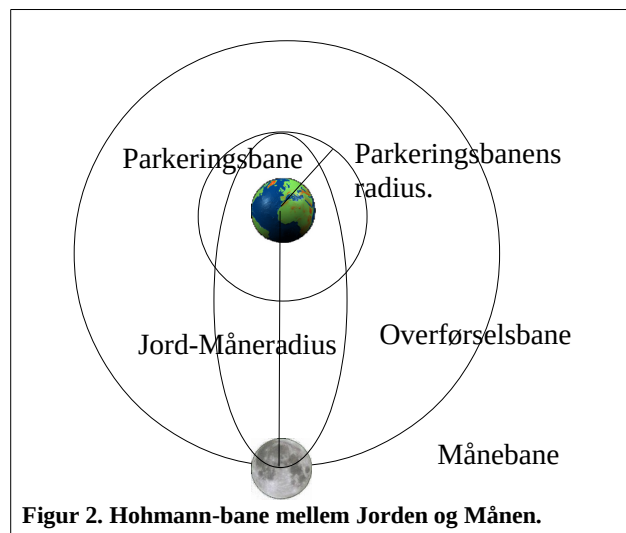 Parkeringsbane
Parkeringsbanens
radius.
Jord-Måneradius
Overførselsbane
Månebane
Figur 2. Hohmann-bane mellem Jorden og Månen.